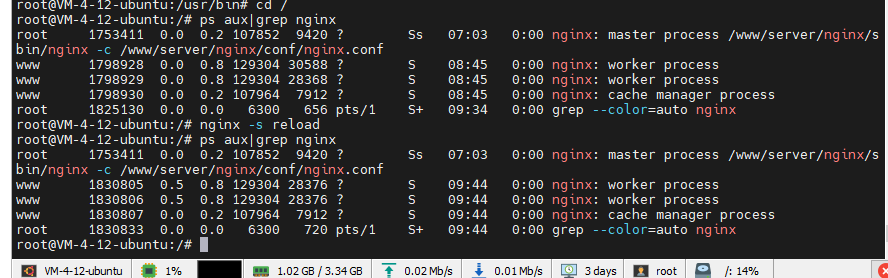 root@VM-4-12-ubuntu:/usr/bin# cd /
root@VM-4-12-ubuntu:/# ps aux|grep nginx
root     1753411  0.0  0.2 107852  9420 ?        Ss   07:03   0:00 nginx: master process /www/server/nginx/s
bin/nginx -c /www/server/nginx/conf/nginx.conf
www      1798928  0.0  0.8 129304 30588 ?        S    08:45   0:00 nginx: worker process
www      1798929  0.0  0.8 129304 28368 ?        S    08:45   0:00 nginx: worker process
www      1798930  0.0  0.2 107964  7912 ?        S    08:45   0:00 nginx: cache manager process
root     1825130  0.0  0.0   6300   656 pts/1    S+   09:34   0:00 grep --color=auto nginx
root@VM-4-12-ubuntu:/# nginx -s reload
root@VM-4-12-ubuntu:/# ps aux|grep nginx
root     1753411  0.0  0.2 107852  9420 ?        Ss   07:03   0:00 nginx: master process /www/server/nginx/s
bin/nginx -c /www/server/nginx/conf/nginx.conf
www      1830805  0.5  0.8 129304 28376 ?        S    09:44   0:00 nginx: worker process
www      1830806  0.5  0.8 129304 28376 ?        S    09:44   0:00 nginx: worker process
www      1830807  0.0  0.2 107964  7912 ?        S    09:44   0:00 nginx: cache manager process
root     1830833  0.0  0.0   6300   720 pts/1    S+   09:44   0:00 grep --color=auto nginx
root@VM-4-12-ubuntu:/#
VM-4-12-ubuntu 1% 1.02 GB / 3.34 GB 0.02 Mb/s 0.01 Mb/s 3 days root /: 14%